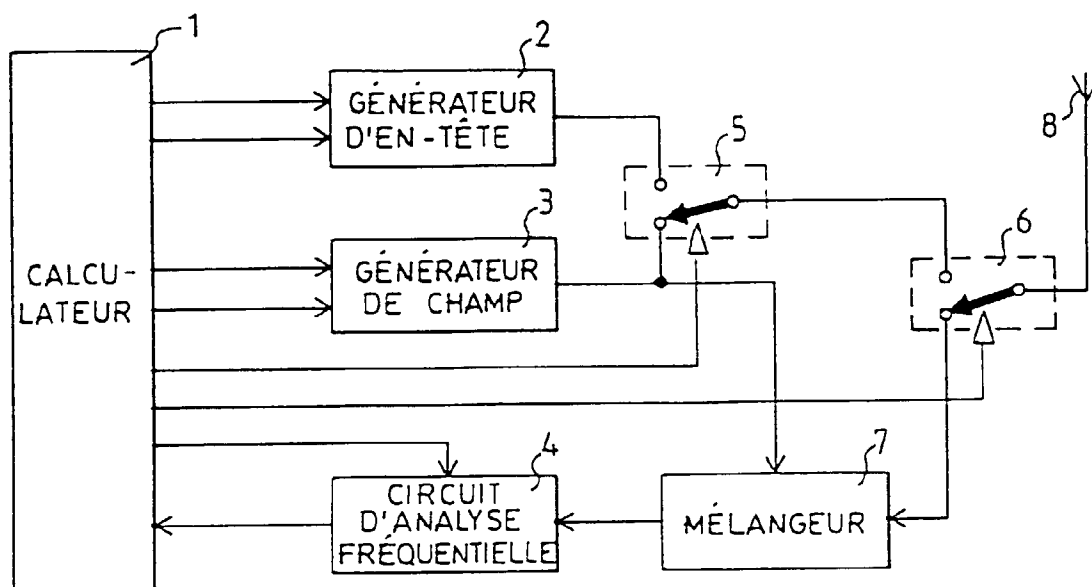 1
2
GÉNÉRATEUR
D'EN-TÊTE
8
5
3
GÉNÉRATEUR
DE CHAMP
6
CALCU-
LATEUR
4
CIRCUIT
D'ANALYSE
FRÉQUENTIELLE
7
MÉLANGEUR